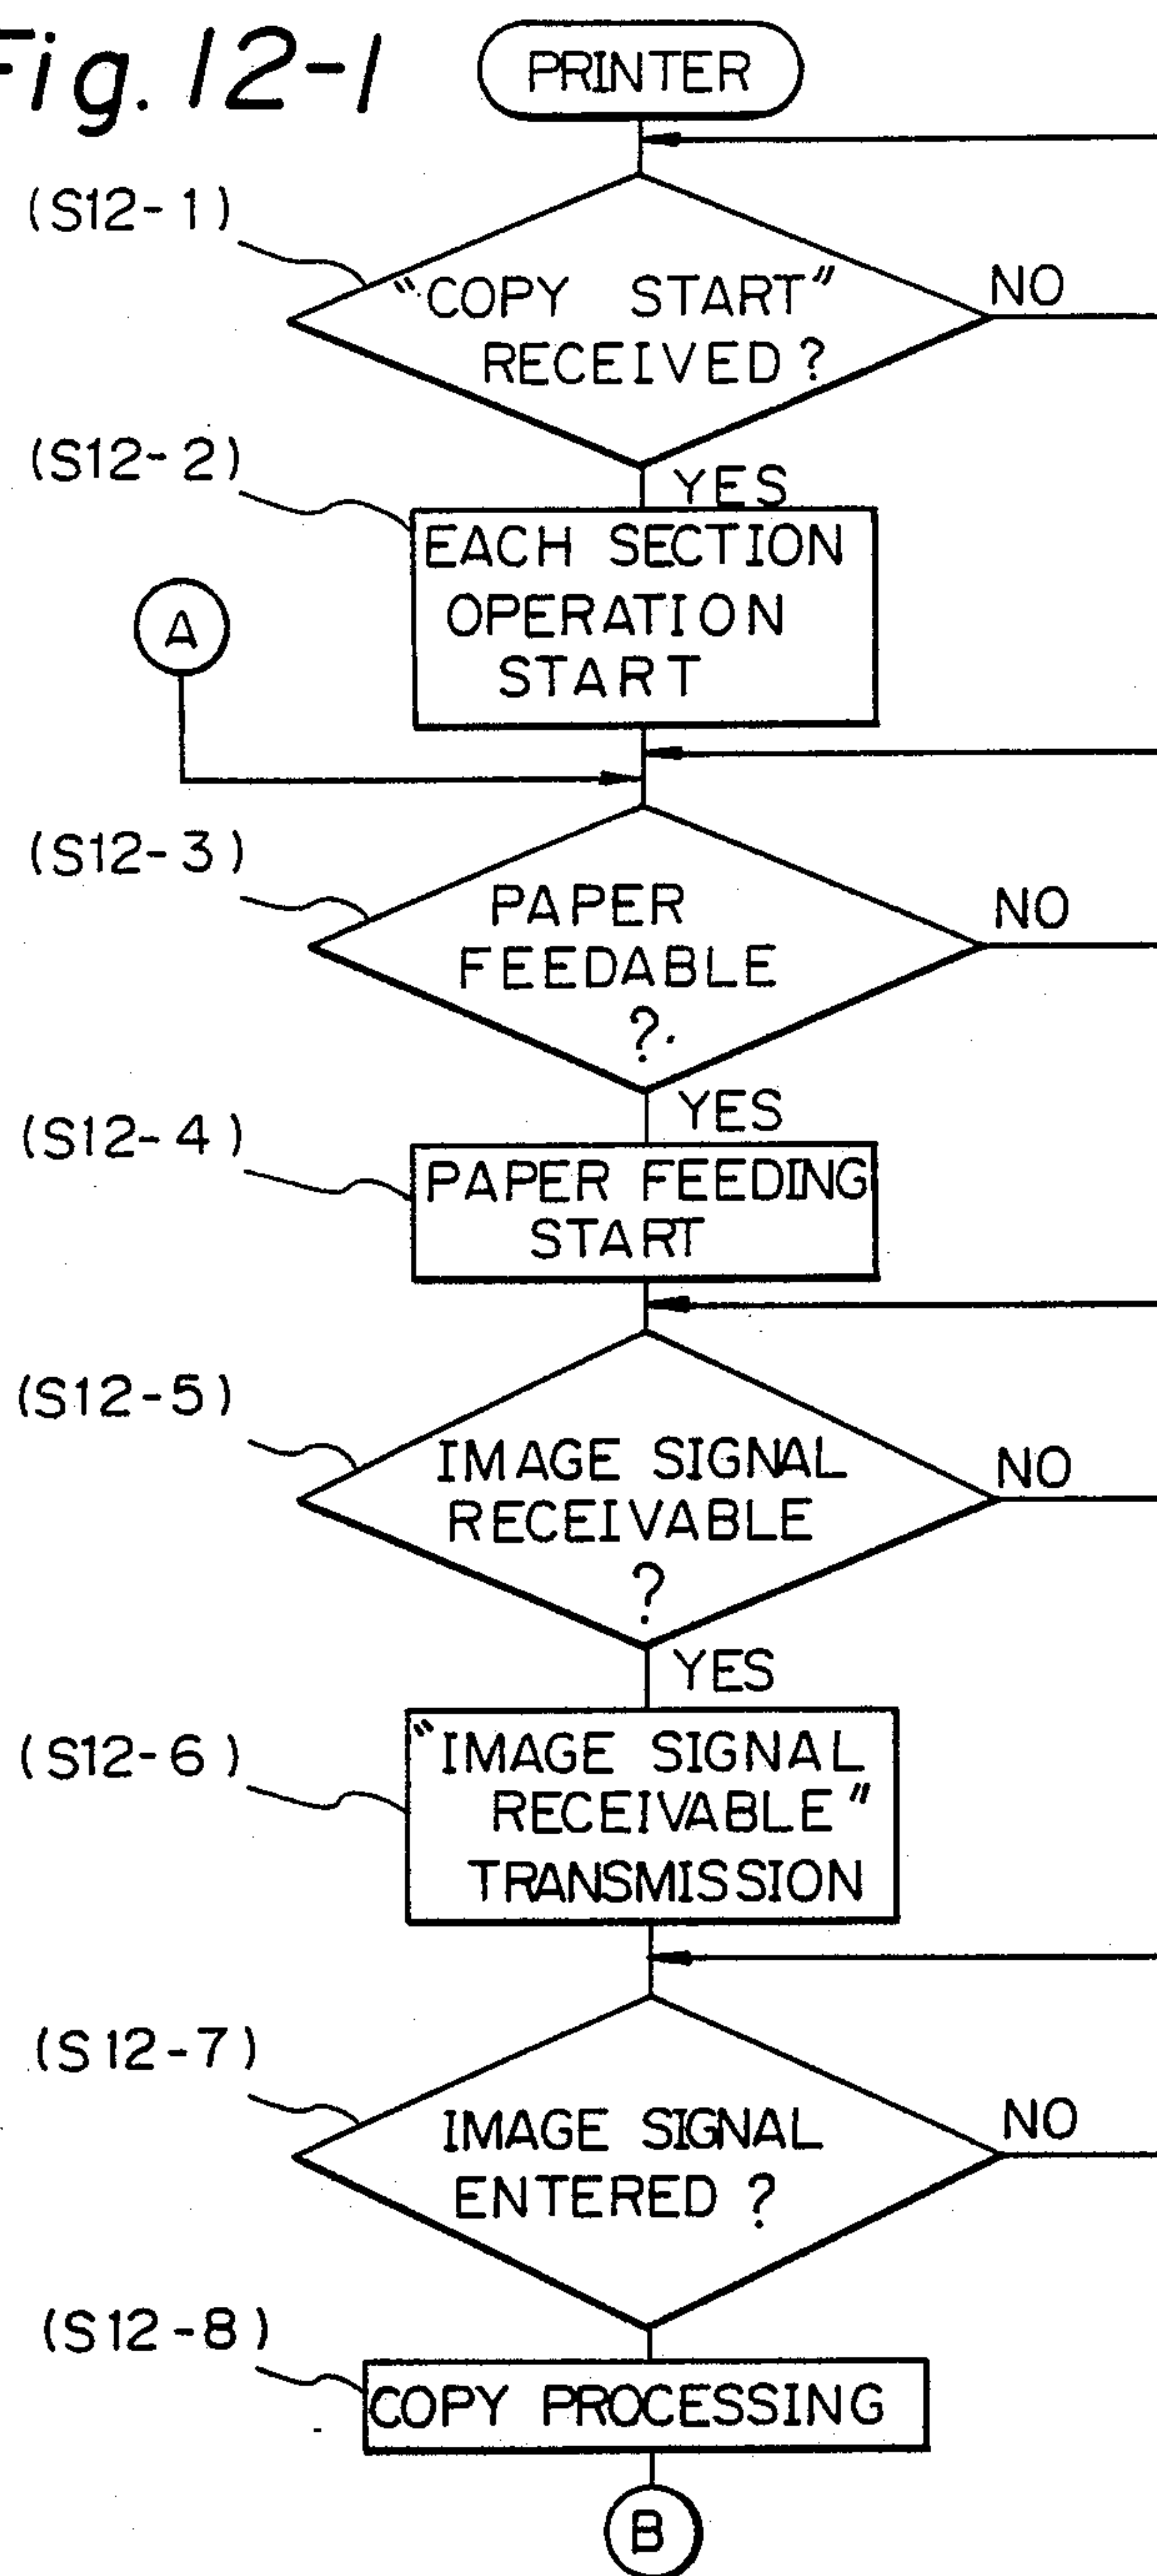 Fig. 12-1
PRINTER
(S12-1)
"COPY START"
RECEIVED?
NO
YES
(S12-2)
EACH SECTION
OPERATION
START
A
(S12-3)
PAPER
FEEDABLE
?
NO
YES
(S12-4)
PAPER FEEDING
START
(S12-5)
IMAGE SIGNAL
RECEIVABLE
?
NO
YES
(S12-6)
"IMAGE SIGNAL
RECEIVABLE"
TRANSMISSION
(S12-7)
IMAGE SIGNAL
ENTERED ?
NO
(S12-8)
COPY PROCESSING
B